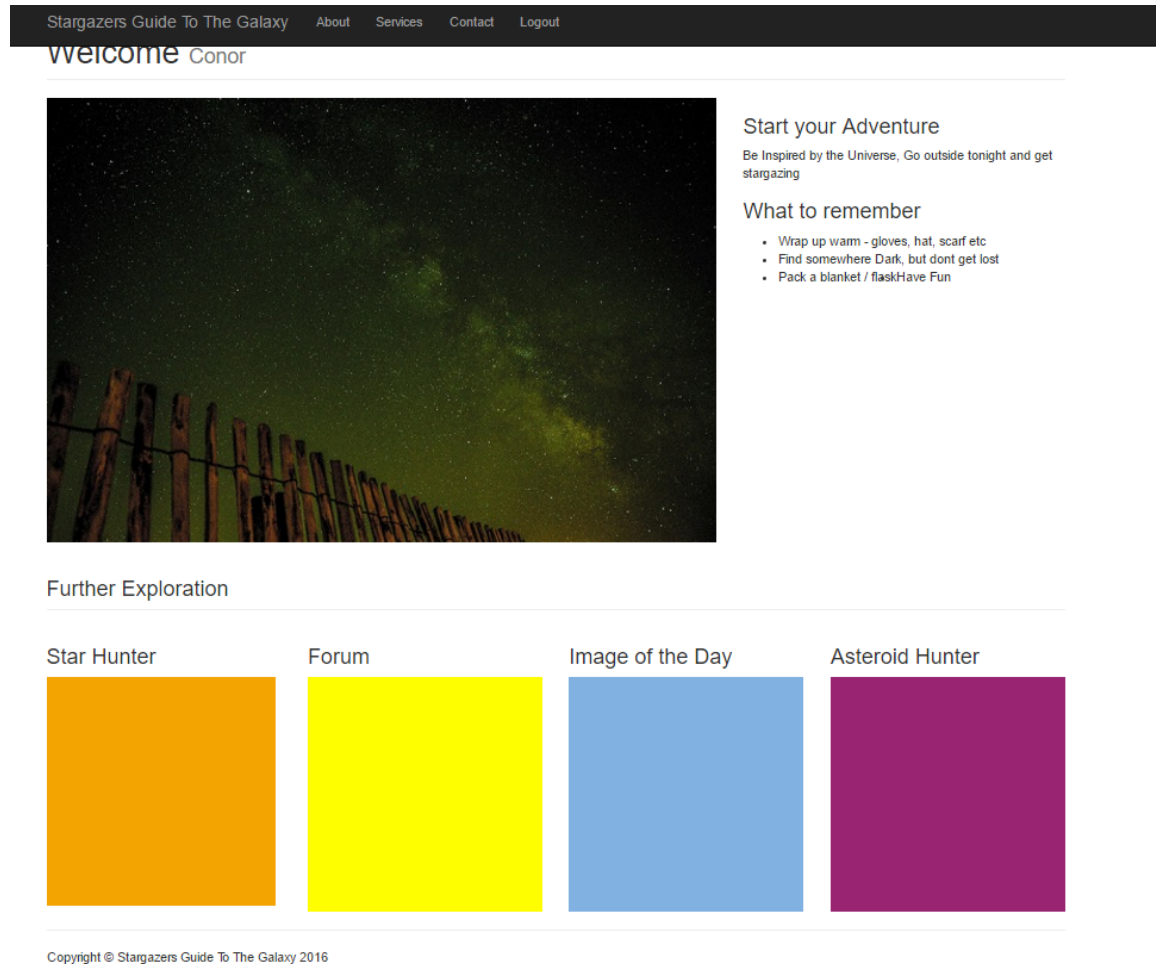 Stargazers Guide To The Galaxy About Services Contact Logout
Welcome Conor
Start your Adventure
Be Inspired by the Universe, Go outside tonight and get
stargazing
What to remember
Wrap up warm - gloves, hat, scarf etc
Find somewhere Dark, but dont get lost
Pack a blanket / flaskHave Fun
Further Exploration
Star Hunter Forum Image of the Day Asteroid Hunter
Copyright © Stargazers Guide To The Galaxy 2016